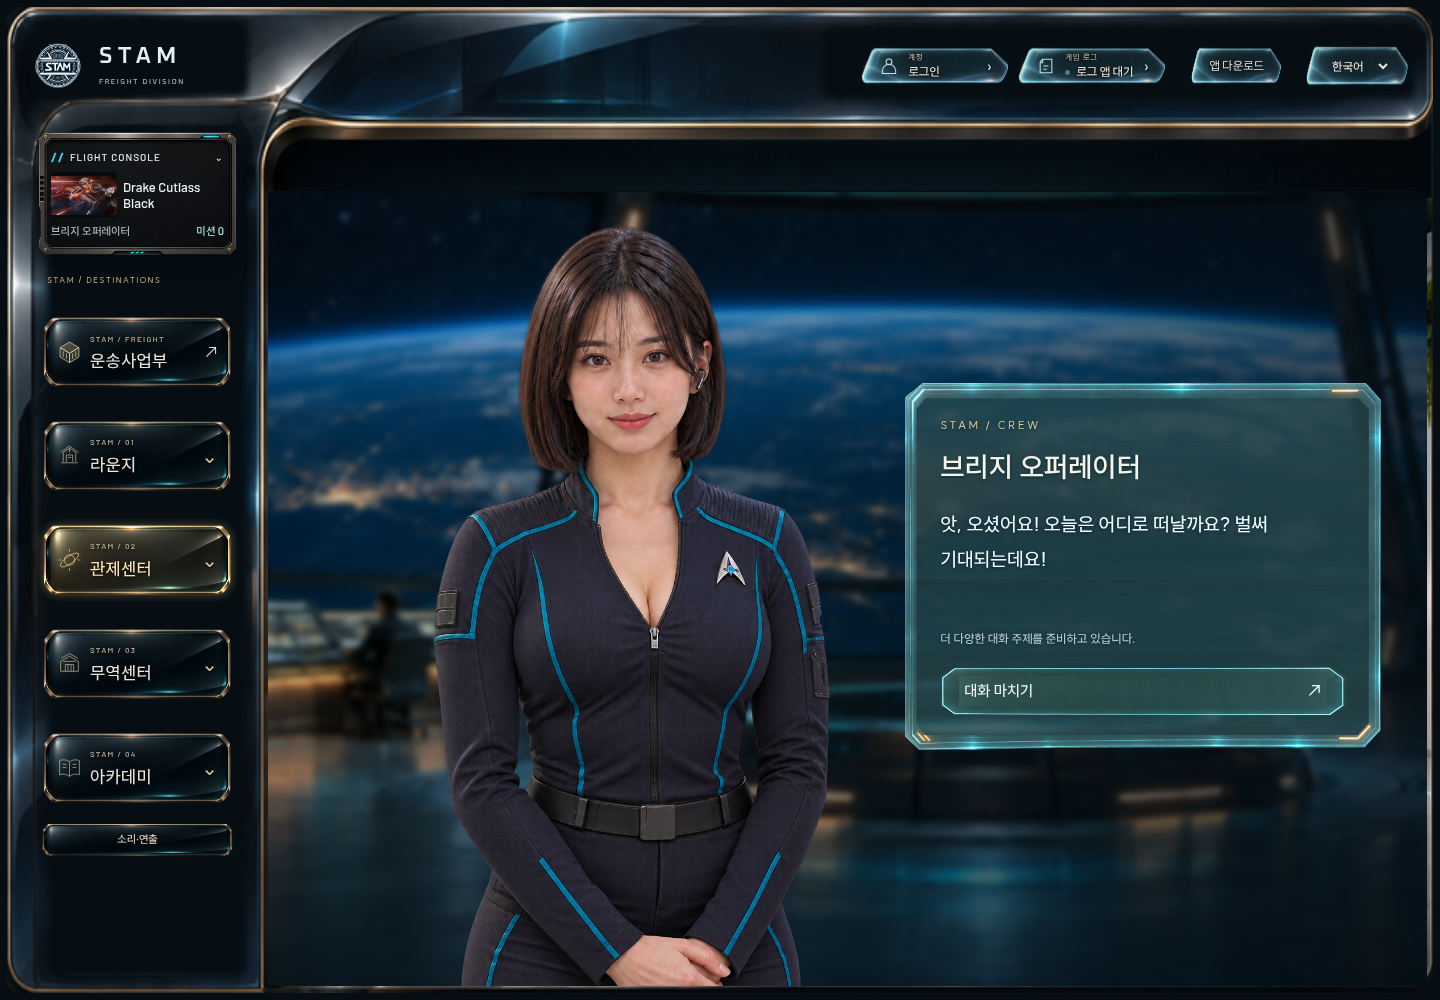 STAM
STAM
FREIGHT DIVISION
계정
로그인
게임 로그
로그 앱 대기
앱 다운로드
한국어
// FLIGHT CONSOLE
Drake Cutlass
Black
브리지 오퍼레이터
미션 0
STAM / DESTINATIONS
STAM / FREIGHT
운송사업부
STAM / 01
라운지
STAM / 02
관제센터
STAM / 03
무역센터
STAM / 04
아카데미
소리·연출
STAM / CREW
브리지 오퍼레이터
앗, 오셨어요! 오늘은 어디로 떠날까요? 벌써
기대되는데요!
더 다양한 대화 주제를 준비하고 있습니다.
대화 마치기